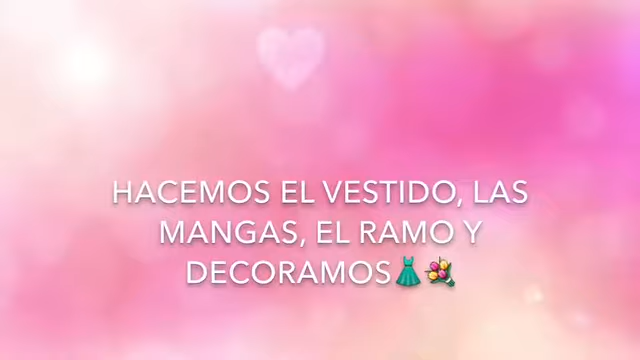 HACEMOS EL VESTIDO, LAS
MANGAS, EL RAMO Y
DECORAMOS👗💐